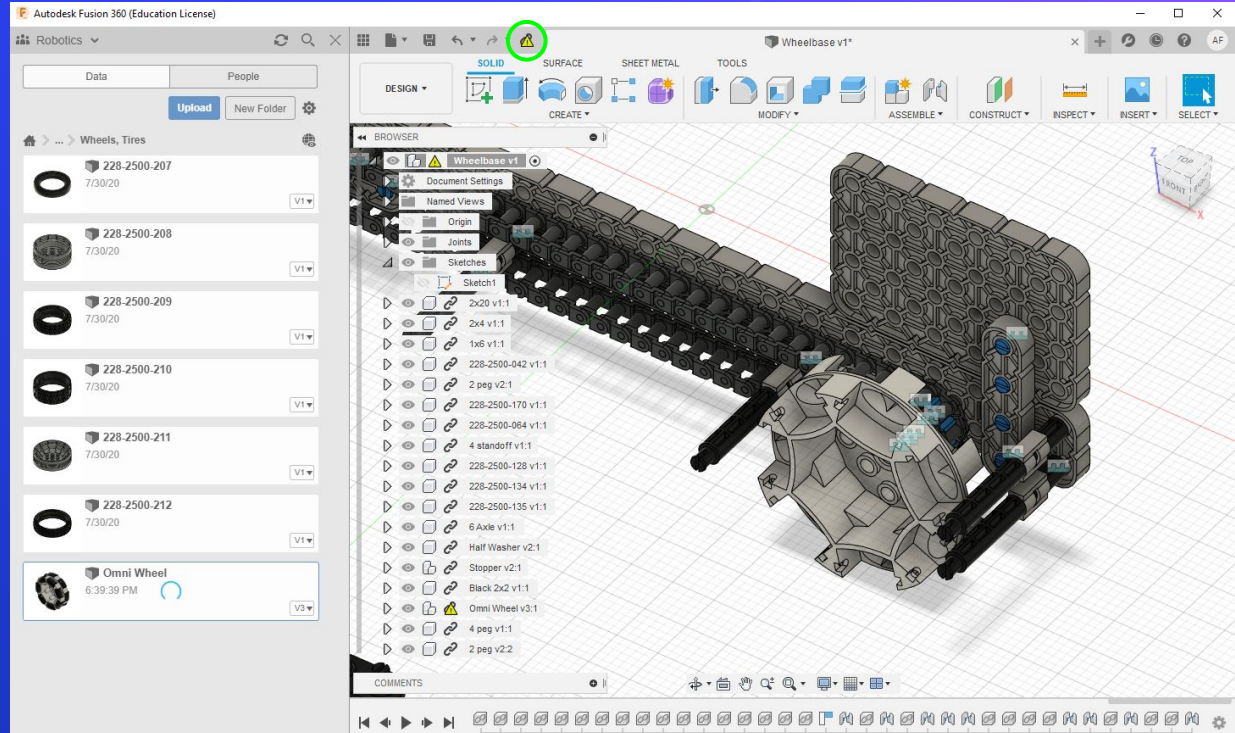 Autodesk Fusion 360 (Education License)
Robotics
Wheelbase v1*
AF
Data
People
Upload
New Folder
... Wheels, Tires
228-2500-207
7/30/20
V1
228-2500-208
7/30/20
V1
228-2500-209
7/30/20
V1
228-2500-210
7/30/20
V1
228-2500-211
7/30/20
V1
228-2500-212
7/30/20
V1
Omni Wheel
6:39:39 PM
V3
SOLID
SURFACE
SHEET METAL
TOOLS
DESIGN
CREATE
MODIFY
ASSEMBLE
CONSTRUCT
INSPECT
INSERT
SELECT
BROWSER
Wheelbase v1
Document Settings
Named Views
Origin
Joints
Sketches
Sketch1
2x20 v1:1
2x4 v1:1
1x6 v1:1
228-2500-042 v1:1
2 peg v2:1
228-2500-170 v1:1
228-2500-064 v1:1
4 standoff v1:1
228-2500-128 v1:1
228-2500-134 v1:1
228-2500-135 v1:1
6 Axle v1:1
Half Washer v2:1
Stopper v2:1
Black 2x2 v1:1
Omni Wheel v3:1
4 peg v1:1
2 peg v2:2
COMMENTS
Z
TOP
FRONT
X